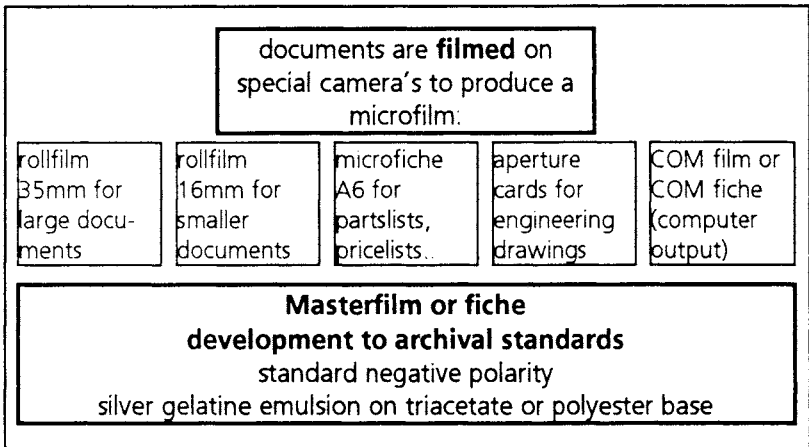 documents are filmed on
special camera's to produce a
microfilm:
rollfilm
35mm for
large docu-
ments
rollfilm
16mm for
smaller
documents
microfiche
A6 for
partslists,
pricelists..
aperture
cards for
engineering
drawings
COM film or
COM fiche
(computer
output)
Masterfilm or fiche
development to archival standards
standard negative polarity
silver gelatine emulsion on triacetate or polyester base